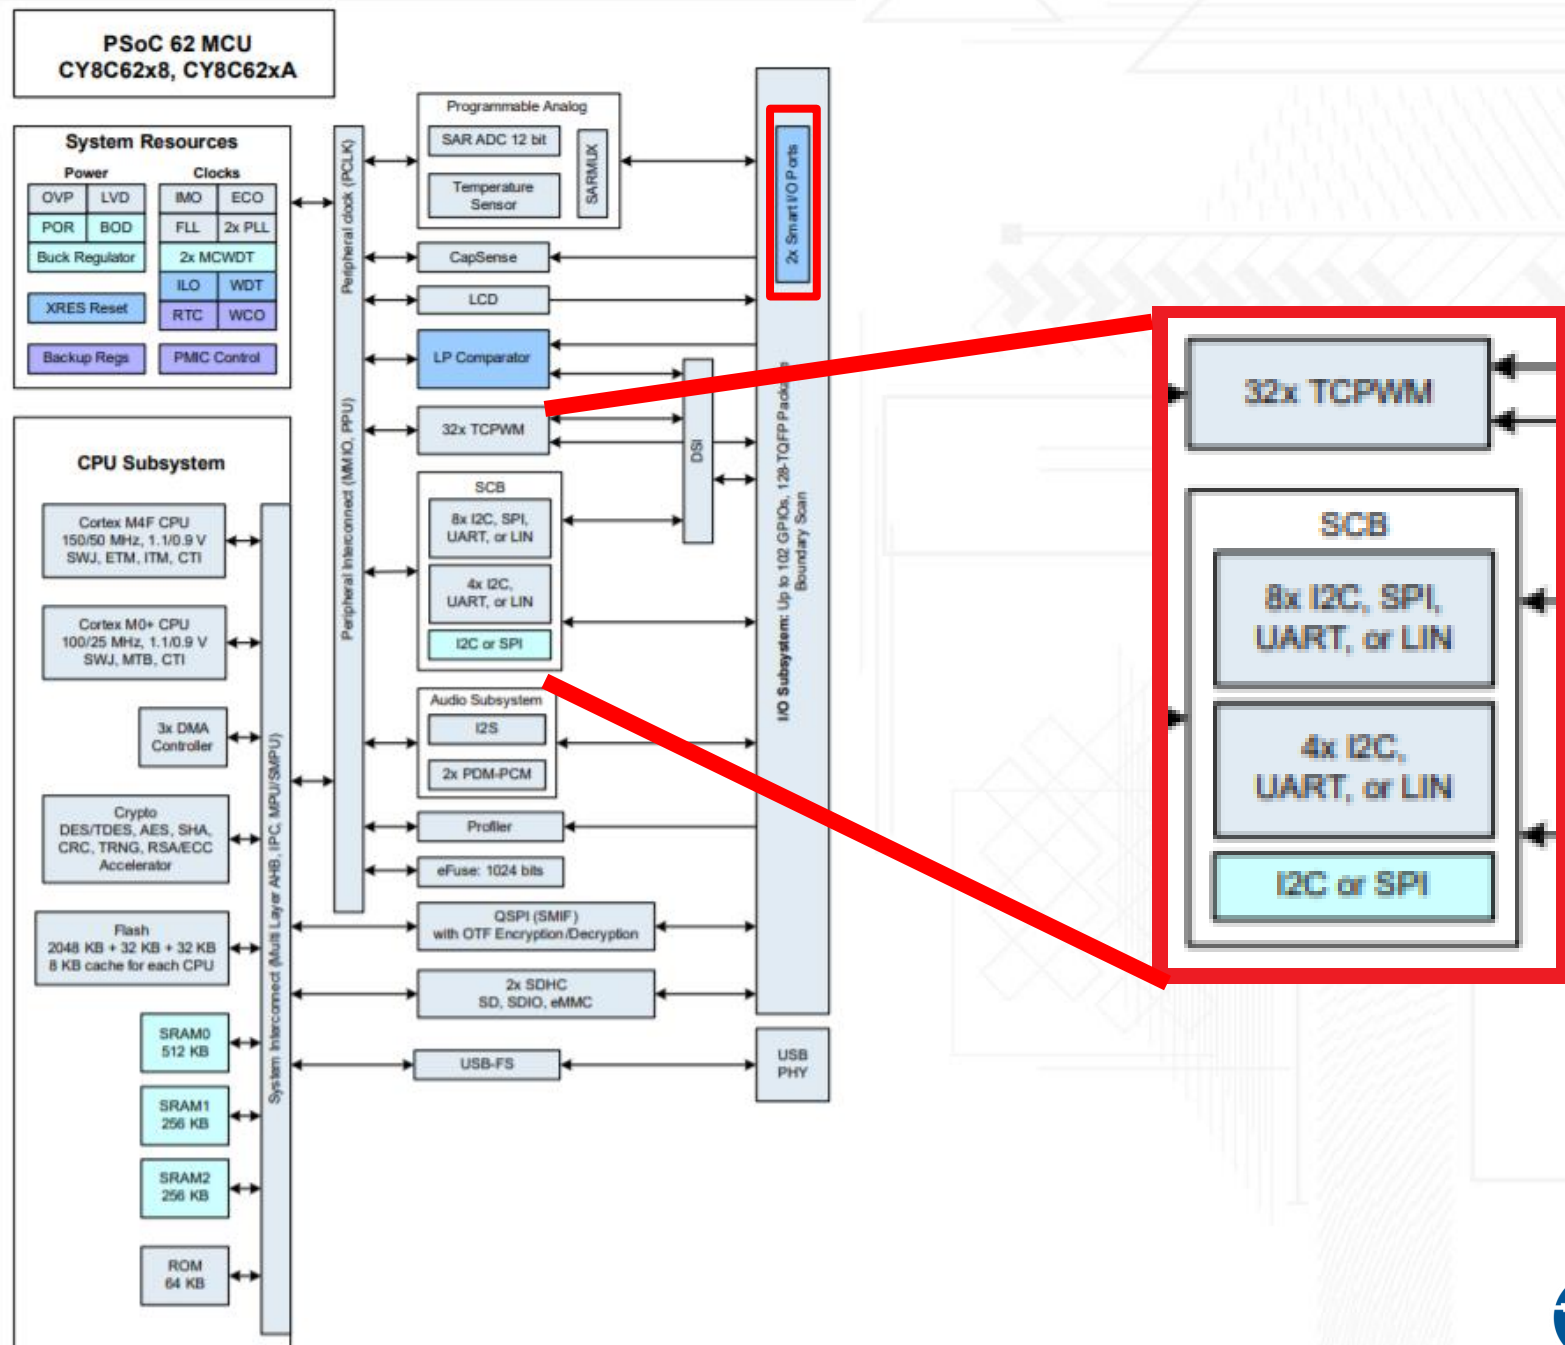 PSoC 62 MCU
CY8C62x8, CY8C62xA
System Resources
Power
Clocks
OVP
LVD
IMO
ECO
POR
BOD
FLL
2x PLL
Buck Regulator
2x MCWDT
ILO
WDT
XRES Reset
RTC
WCO
Backup Regs
PMIC Control
CPU Subsystem
Cortex M4F CPU
150/50 MHz, 1.1/0.9 V
SWJ, ETM, ITM, CTI
Cortex M0+ CPU
100/25 MHz, 1.1/0.9 V
SWJ, MTB, CTI
3x DMA
Controller
Crypto
DES/TDES, AES, SHA,
CRC, TRNG, RSA/ECC
Accelerator
Flash
2048 KB + 32 KB + 32 KB
8 KB cache for each CPU
SRAM0
512 KB
SRAM1
256 KB
SRAM2
256 KB
ROM
64 KB
System Interconnect (Multi Layer AHB, IPC, MPU/SMPU)
Peripheral clock (PCLK)
Peripheral Interconnect (MMIO, PPU)
Programmable Analog
SAR ADC 12 bit
Temperature
Sensor
SARMUX
CapSense
LCD
LP Comparator
32x TCPWM
SCB
8x I2C, SPI,
UART, or LIN
4x I2C,
UART, or LIN
I2C or SPI
Audio Subsystem
I2S
2x PDM-PCM
Profiler
eFuse: 1024 bits
QSPI (SMIF)
with OTF Encryption/Decryption
2x SDHC
SD, SDIO, eMMC
USB-FS
DSI
2x Smart I/O Ports
I/O Subsystem: Up to 102 GPIOs, 128-TQFP Package
Boundary Scan
USB
PHY
32x TCPWM
SCB
8x I2C, SPI,
UART, or LIN
4x I2C,
UART, or LIN
I2C or SPI